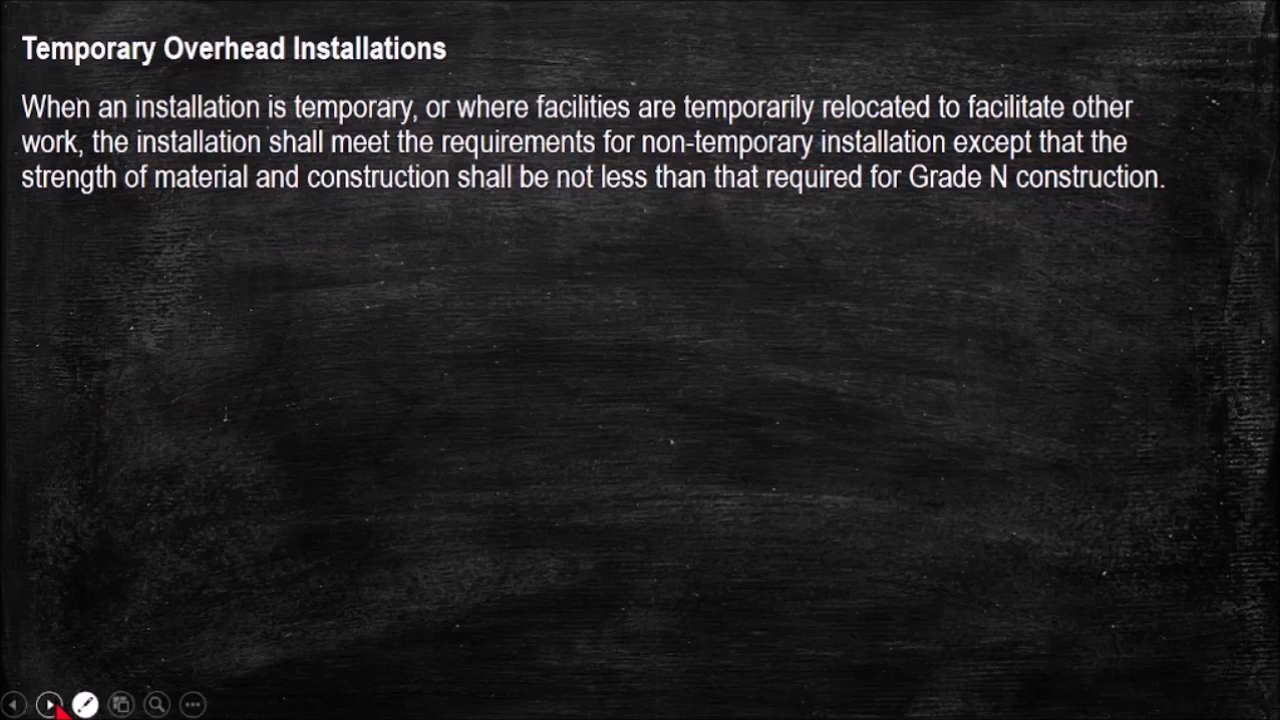 Temporary Overhead Installations
When an installation is temporary, or where facilities are temporarily relocated to facilitate other
work, the installation shall meet the requirements for non-temporary installation except that the
strength of material and construction shall be not less than that required for Grade N construction.